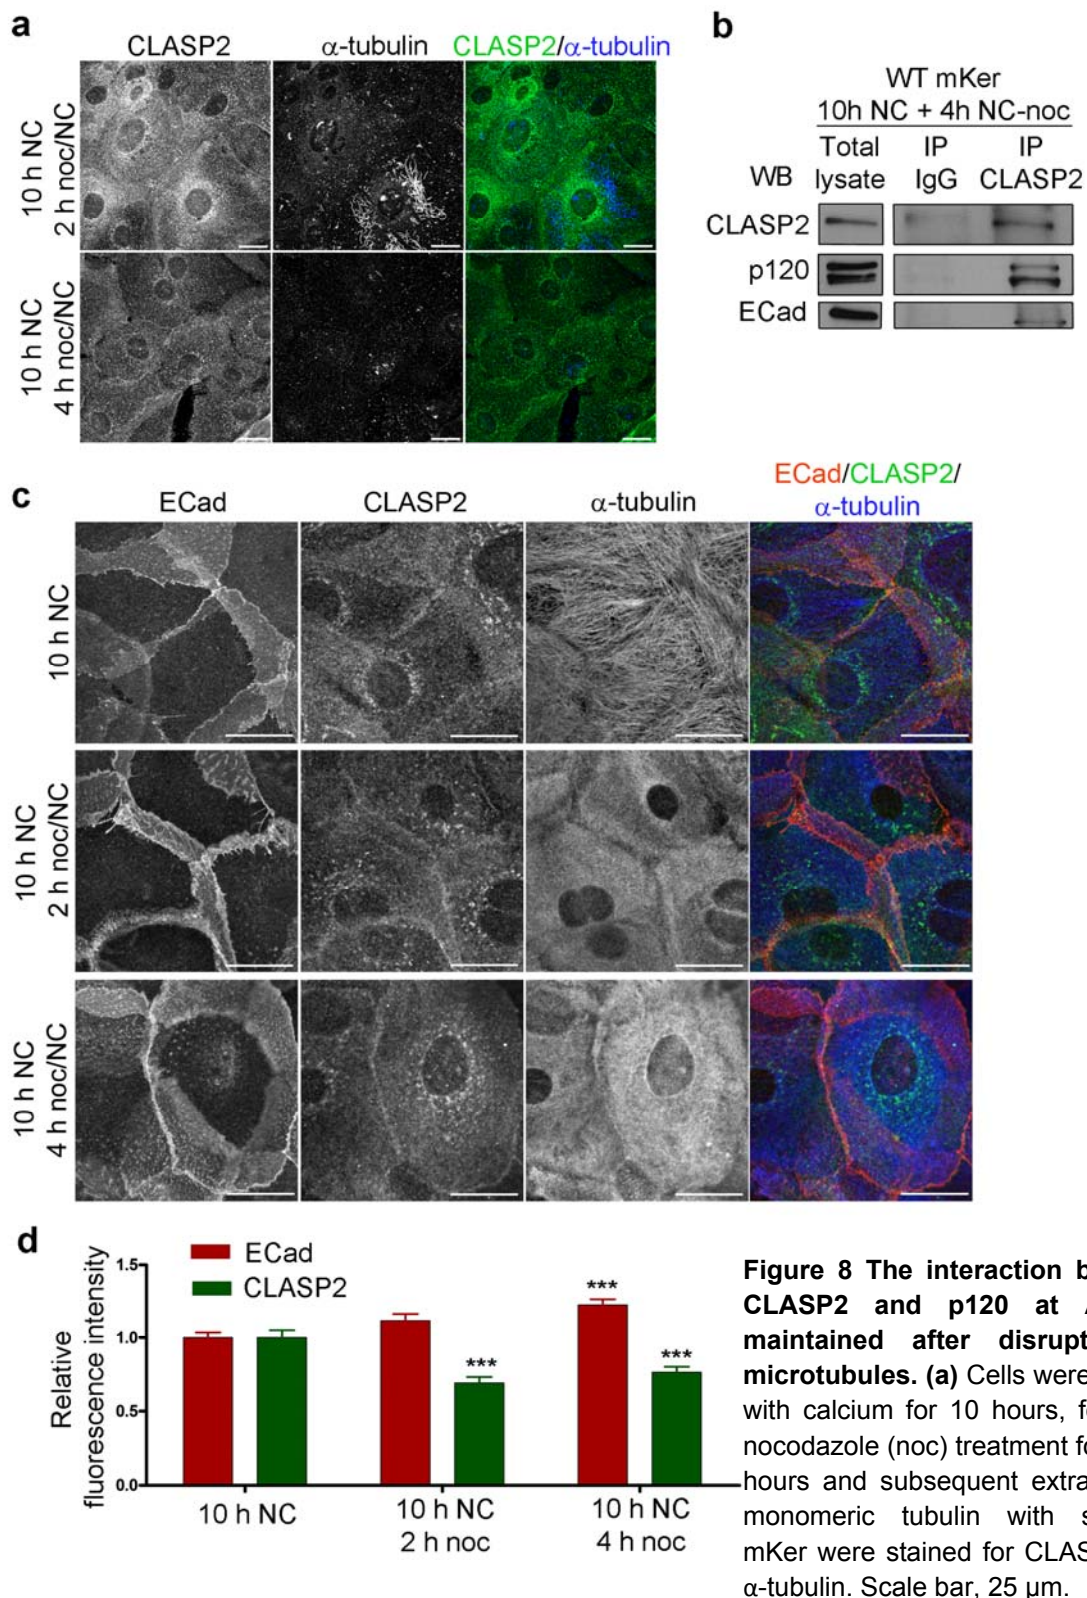 a
CLASP2 α-tubulin CLASP2/α-tubulin
10 h NC
2 h noc/NC
10 h NC
4 h noc/NC
b
WT mKer
10h NC + 4h NC-noc
Total IP IP
WB lysate IgG CLASP2
CLASP2
p120
ECad
c
ECad CLASP2 α-tubulin ECad/CLASP2/
α-tubulin
10 h NC
10 h NC
2 h noc/NC
10 h NC
4 h noc/NC
d
ECad
CLASP2
Relative
fluorescence intensity
1.5
1.0
0.5
0.0
***
***
***
10 h NC 10 h NC 10 h NC
2 h noc 4 h noc
Figure 8 The interaction b
CLASP2 and p120 at
maintained after disrupt
microtubules. (a) Cells were
with calcium for 10 hours, f
nocodazole (noc) treatment fo
hours and subsequent extra
monomeric tubulin with s
mKer were stained for CLAS
α-tubulin. Scale bar, 25 µm.